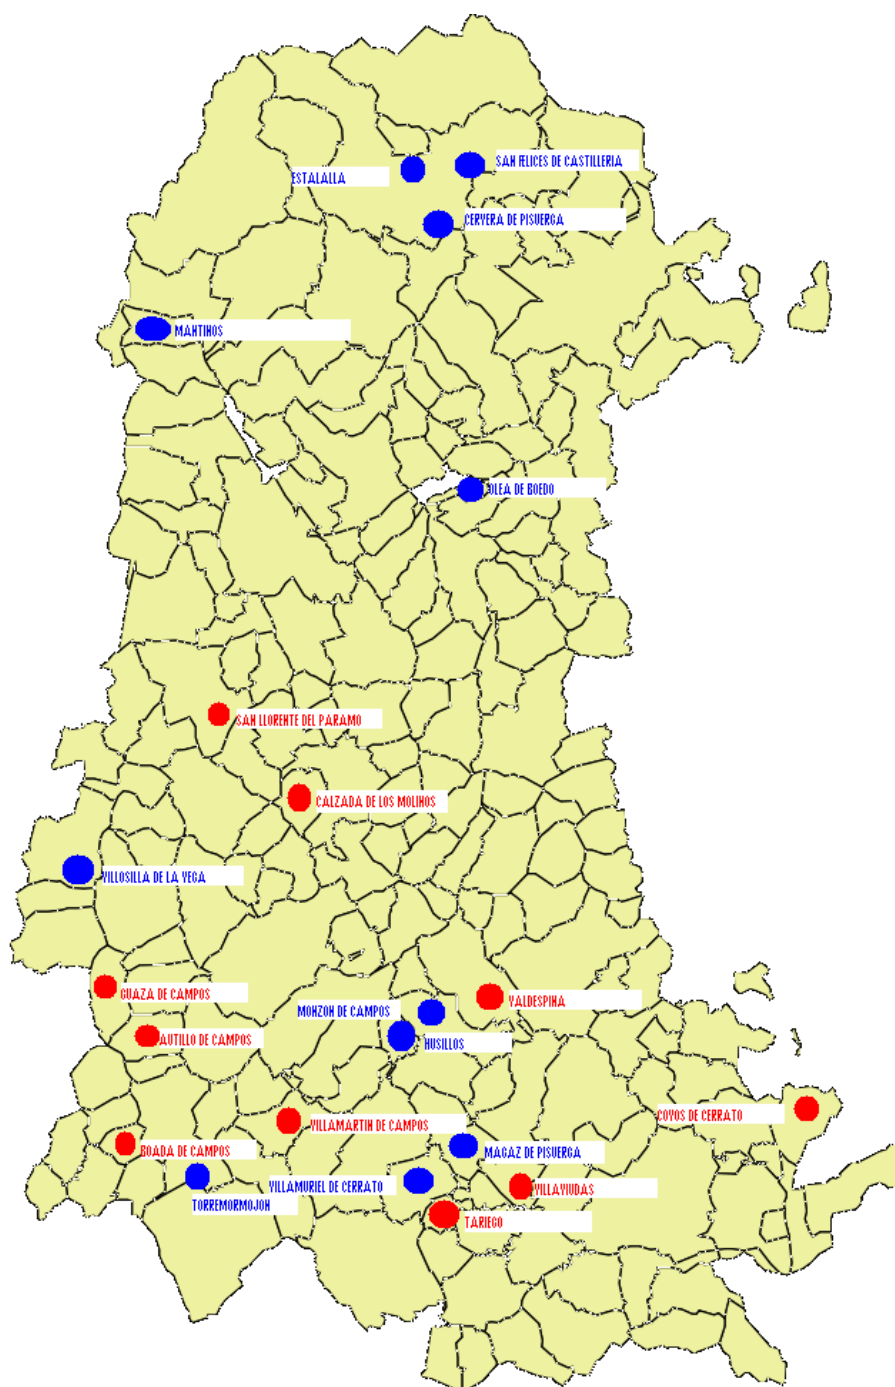 SAN FELICES DE CASTILLERIA
ESTALALLA
CERVERA DE PISUERGA
MANTINOS
OLEA DE BOEDO
SAN LLORENTE DEL PARAMO
CALZADA DE LOS MOLINOS
VILLOSILLA DE LA VEGA
GUAZA DE CAMPOS
VALDESPINA
MONZON DE CAMPOS
AUTILLO DE CAMPOS
HUSILLOS
COYOS DE CERRATO
VILLAMARTIN DE CAMPOS
BOADA DE CAMPOS
MAGAZ DE PISUERGA
VILLAMURIEL DE CERRATO
VILLAVIUDAS
TORREMORMOJON
TARIEGO